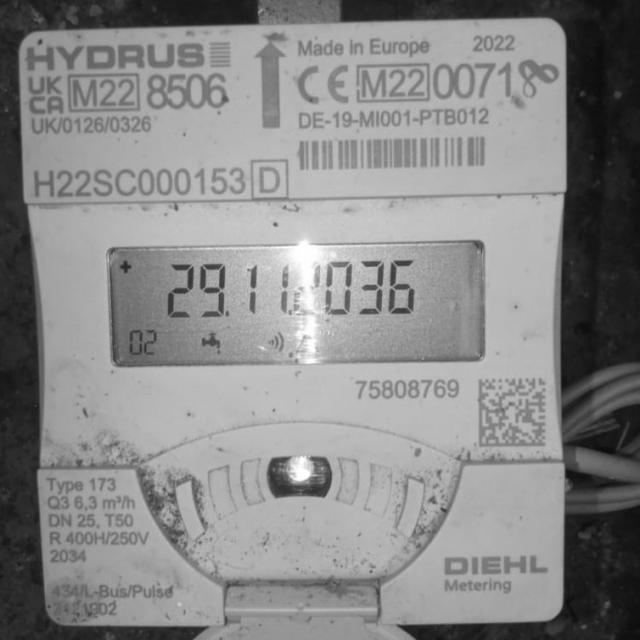 HYDRUS
Made in Europe 2022
UK CA M22 8506
CE M22 0071
UK/0126/0326
DE-19-MI001-PTB012
H22SC000153 D
29.11.2036
02
75808769
Type 173
Q3 6,3 m³/h
DN 25, T50
R 400H/250V
2034
434/L-Bus/Pulse
DIEHL
Metering